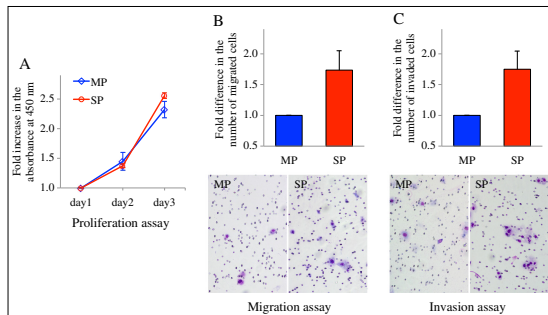 A
MP
SP
Fold increase in the
absorbance at 450 nm
2.5
2.0
1.5
1.0
day1 day2 day3
Proliferation assay
B
Fold difference in the
number of migrated cells
2.0
1.5
1.0
0.5
MP SP
MP SP
Migration assay
C
Fold difference in the
number of invaded cells
2.0
1.5
1.0
0.5
MP SP
MP SP
Invasion assay